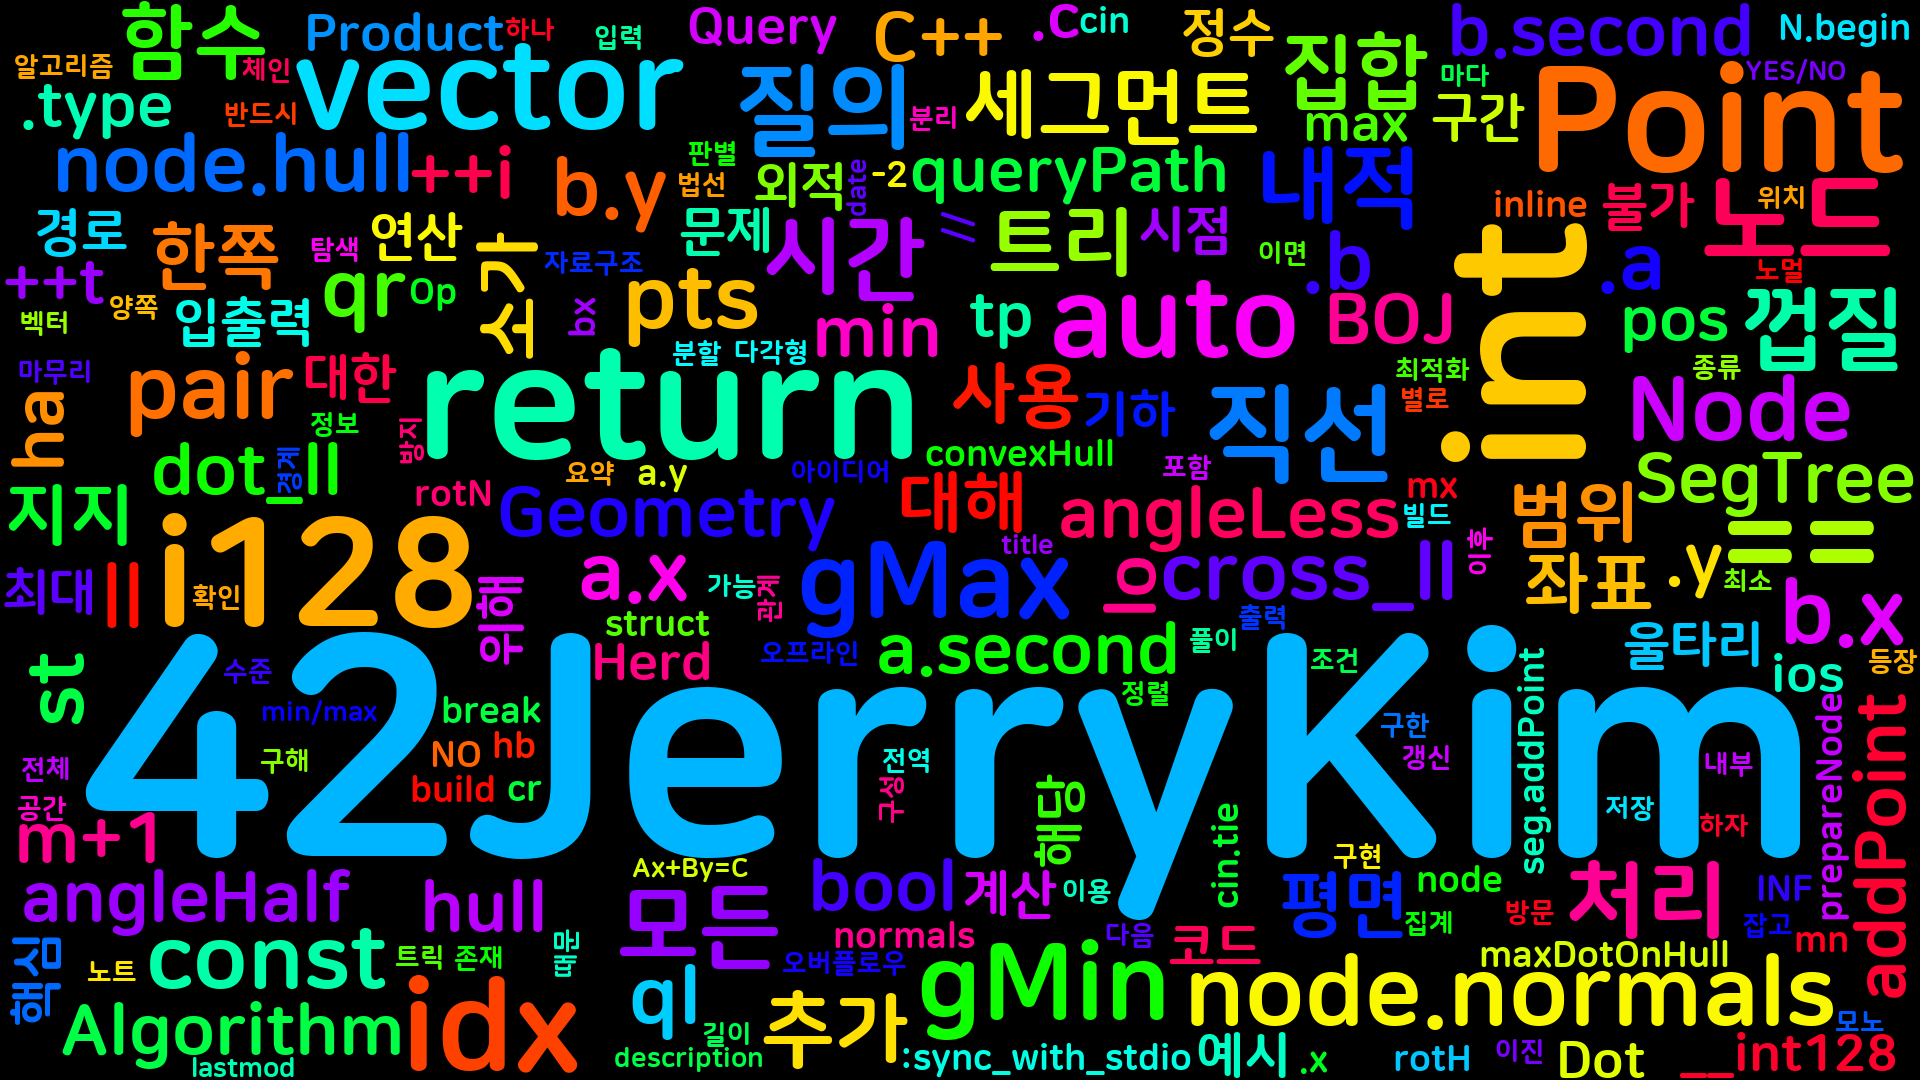 함수
Product
하나
입력
Query
C++
.C
cin
정수
집합
b.second
N.begin
알고리즘
체인
vector
질의
세그먼트
마다
YES/NO
Point
.type
반드시
분리
max
구간
node.hull
++i
b.y
판별
법선
외적
date
-2
queryPath
내적
inline
불가
위치
노드
경로
한쪽
탐색
연산
소가
자료구조
문제
시간
//
트리
시점
이면
.b
int
.a
노멀
++t
양쪽
벡터
입출력
qr
Op
bx
pts
min
tp
auto
BOJ
pos
껍질
마무리
ha
pair
대한
정보
방지
return
분할
다각형
사용
기하
직선
최적화
별로
종류
Node
지지
dot_ll
경계
rotN
요약
a.y
아이디어
convexHull
포함
mx
빌드
SegTree
Geometry
대해
angleLess
범위
==
최대
||
i128
확인
위해
a.x
가능
관계
title
gMax
으
cross_ll
이후
좌표
.y
최소
b.x
struct
Herd
오프라인
a.second
풀이
출력
조건
울타리
ios
등장
st
수준
42JerryKim
min/max
break
NO
hb
정렬
구한
갱신
seg.addPoint
prepareNode
addPoint
전체
구해
build
cr
전역
구성
해당
cin.tie
내부
저장
하자
공간
m+1
Ax+By=C
구현
angleHalf
hull
모든
bool
계산
이용
평면
node
집계
방문
처리
INF
잡고
mn
핵심
노트
const
트릭
존재
때문
normals
다음
코드
maxDotOnHull
오버플로우
Algorithm
idx
ql
길이
추가
gMin
node.normals
모노
lastmod
description
:sync_with_stdio
예시
.x
rotH
이진
Dot
__int128